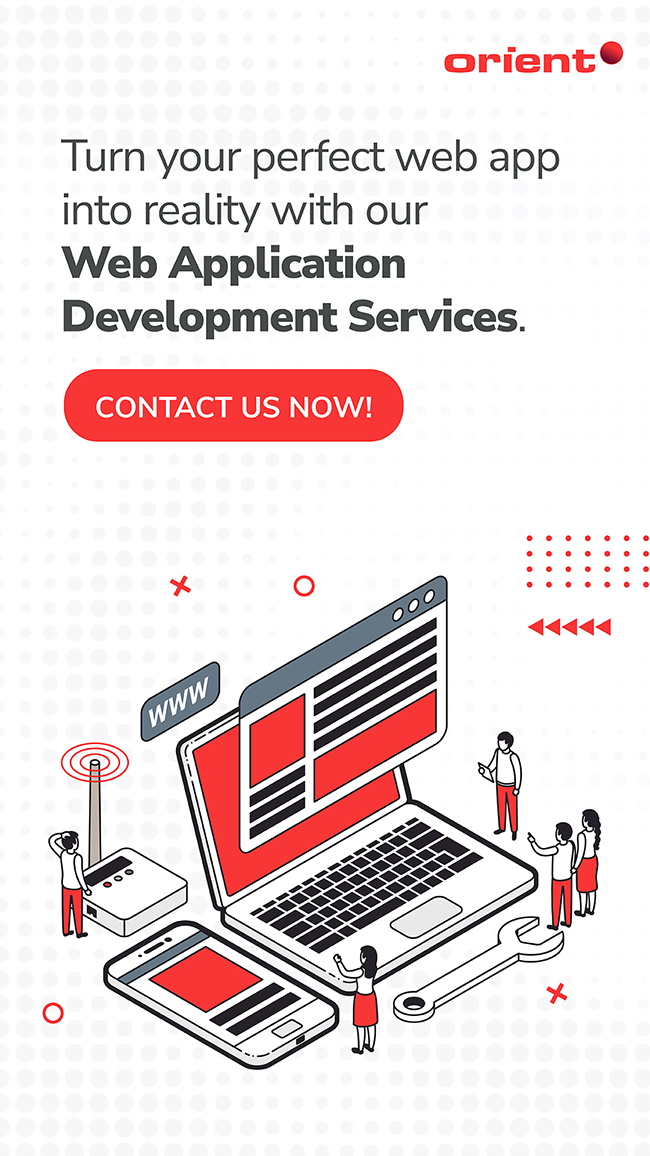 orient
Turn your perfect web app
into reality with our
Web Application
Development Services.
CONTACT US NOW!
WWW